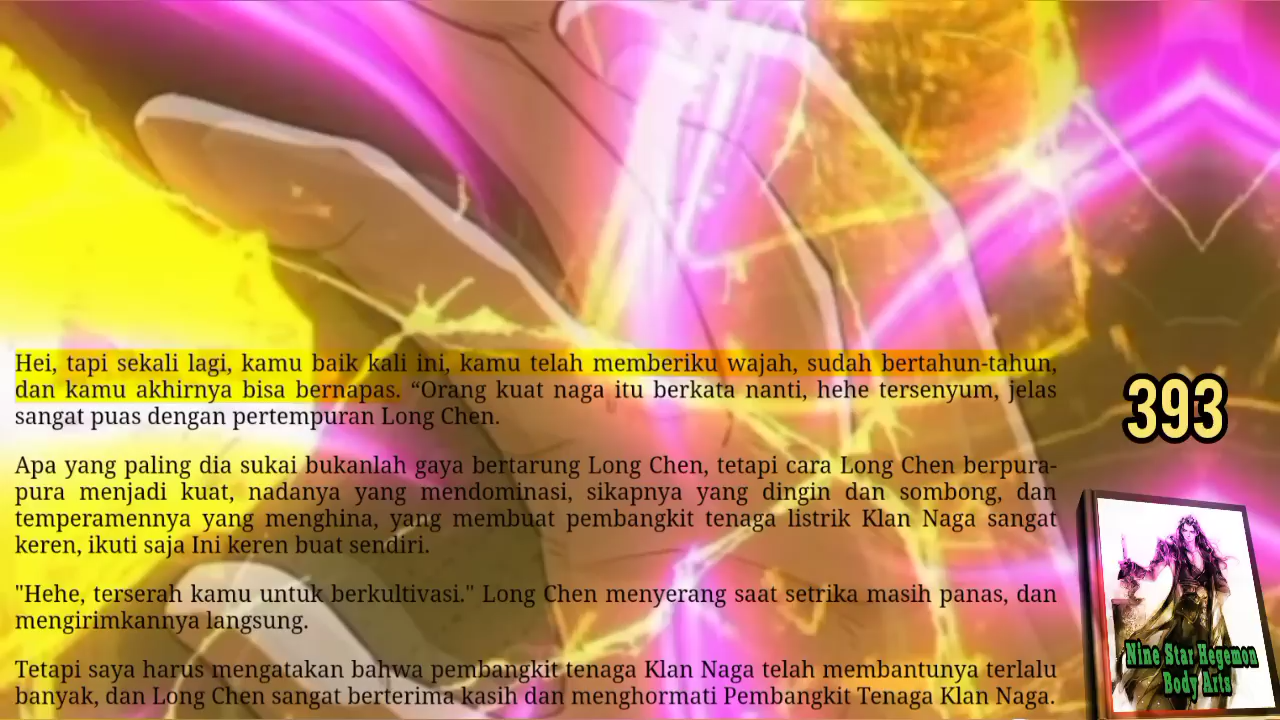 Hei, tapi sekali lagi, kamu baik kali ini, kamu telah memberiku wajah, sudah bertahun-tahun,
dan kamu akhirnya bisa bernapas. “Orang kuat naga itu berkata nanti, hehe tersenyum, jelas
sangat puas dengan pertempuran Long Chen.
Apa yang paling dia sukai bukanlah gaya bertarung Long Chen, tetapi cara Long Chen berpura-
pura menjadi kuat, nadanya yang mendominasi, sikapnya yang dingin dan sombong, dan
temperamennya yang menghina, yang membuat pembangkit tenaga listrik Klan Naga sangat
keren, ikuti saja Ini keren buat sendiri.
"Hehe, terserah kamu untuk berkultivasi." Long Chen menyerang saat setrika masih panas, dan
mengirimkannya langsung.
Tetapi saya harus mengatakan bahwa pembangkit tenaga Klan Naga telah membantunya terlalu
banyak, dan Long Chen sangat berterima kasih dan menghormati Pembangkit Tenaga Klan Naga.
393
Nine Star Hegemon
Body Arts